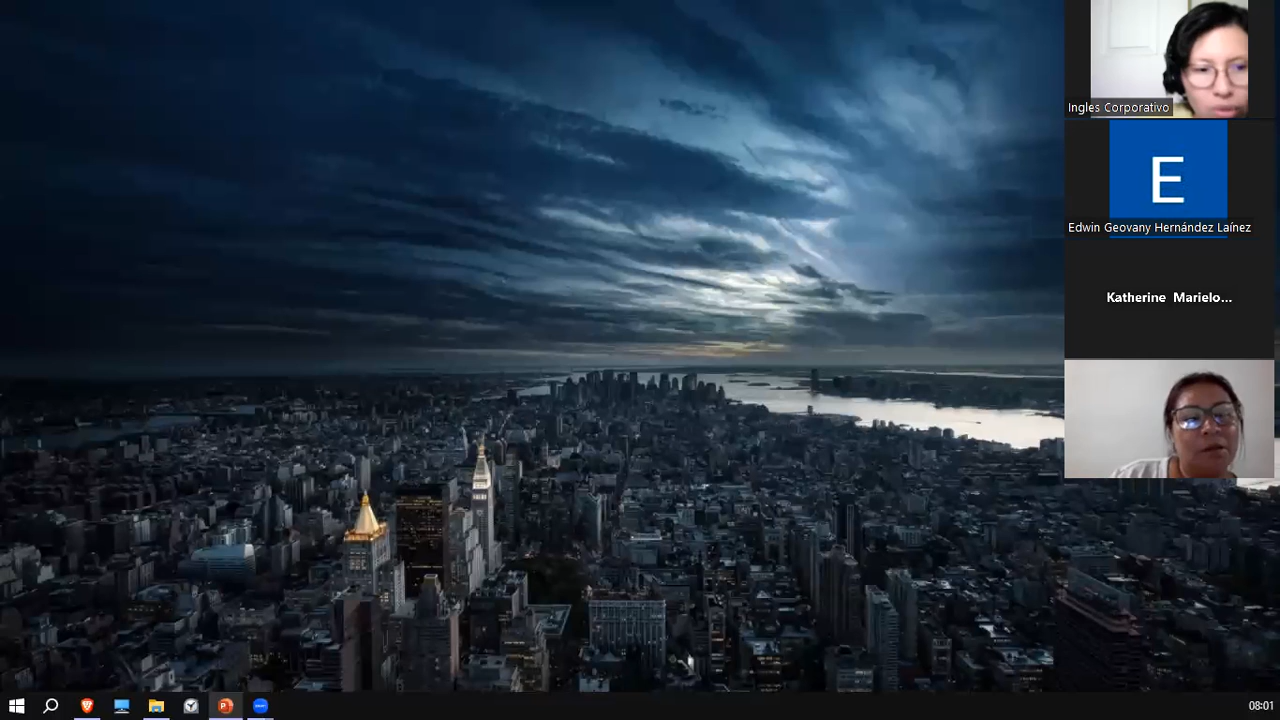 Ingles Corporativo
E
Edwin Geovany Hernández Laínez
Katherine Marielo...
08:01